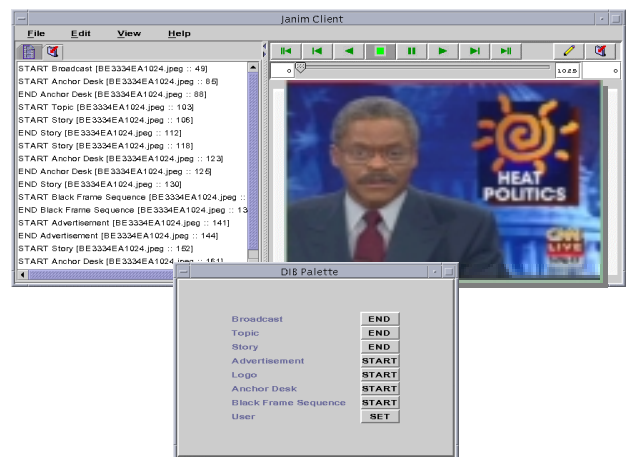 Janim Client
File Edit View Help
START Broadcast [BE3334EA1024.jpeg :: 49]
START Anchor Desk [BE3334EA1024.jpeg :: 86]
END Anchor Desk [BE3334EA1024.jpeg :: 88]
START Topic [BE3334EA1024.jpeg :: 103]
START Story [BE3334EA1024.jpeg :: 106]
END Story [BE3334EA1024.jpeg :: 112]
START Story [BE3334EA1024.jpeg :: 118]
START Anchor Desk [BE3334EA1024.jpeg :: 123]
END Anchor Desk [BE3334EA1024.jpeg :: 126]
END Story [BE3334EA1024.jpeg :: 130]
START Black Frame Sequence [BE3334EA1024.jpeg ::
END Black Frame Sequence [BE3334EA1024.jpeg :: 13
START Advertisement [BE3334EA1024.jpeg :: 141]
END Advertisement [BE3334EA1024.jpeg :: 144]
START Story [BE3334EA1024.jpeg :: 152]
START Anchor Desk [BE3334EA1024.jpeg :: 161]
0 1025 0
HEAT
POLITICS
CNN
LIVE
DIB Palette
Broadcast END
Topic END
Story END
Advertisement START
Logo START
Anchor Desk START
Black Frame Sequence START
User SET